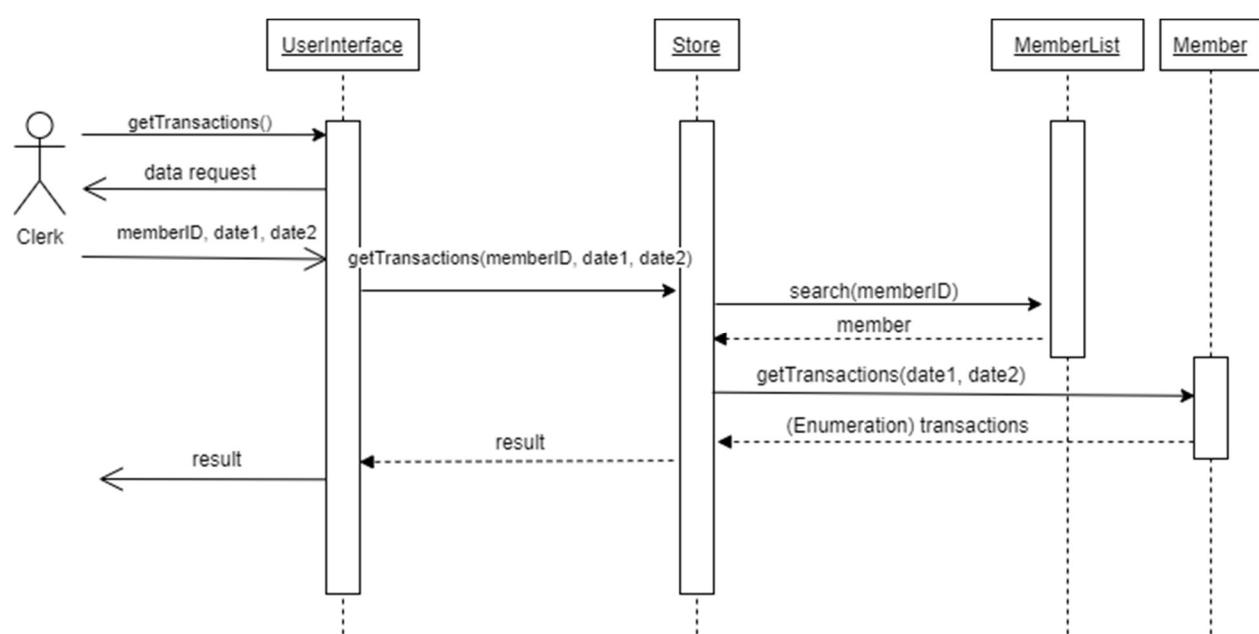 UserInterface
Store
MemberList
Member
getTransactions()
data request
Clerk
memberID, date1, date2
getTransactions(memberID, date1, date2)
search(memberID)
member
getTransactions(date1, date2)
(Enumeration) transactions
result
result